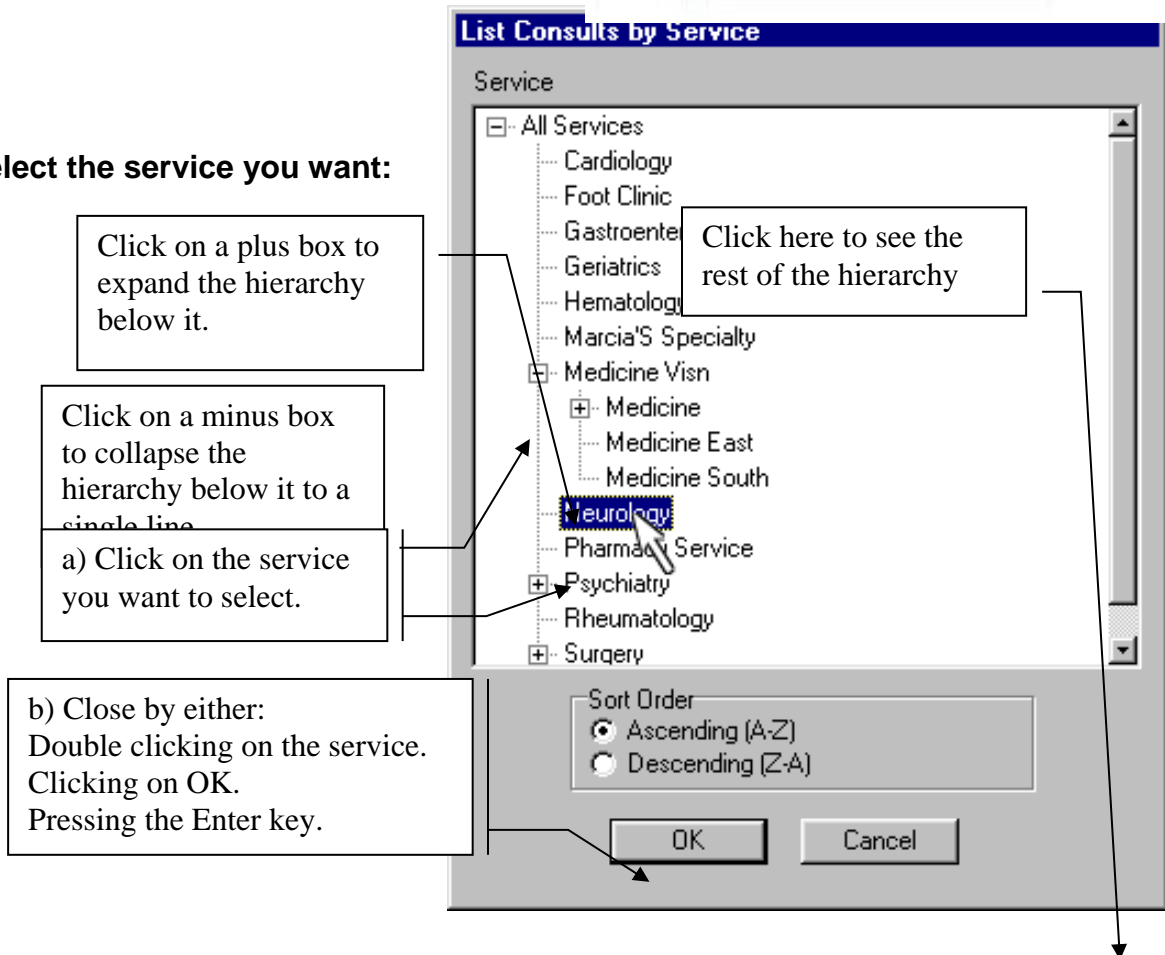 List Consults by Service
Service
All Services
Cardiology
elect the service you want:
Foot Clinic
Click on a plus box to
expand the hierarchy
below it.
Gastroente
Click here to see the
rest of the hierarchy
Geriatrics
Hematology
Marcia'S Specialty
Medicine Visn
Click on a minus box
to collapse the
hierarchy below it to a
single line
Medicine
Medicine East
Medicine South
Neurology
a) Click on the service
you want to select.
Pharmacy Service
Psychiatry
Rheumatology
Surgery
b) Close by either:
Double clicking on the service.
Clicking on OK.
Pressing the Enter key.
Sort Order
Ascending (A-Z)
Descending (Z-A)
OK Cancel